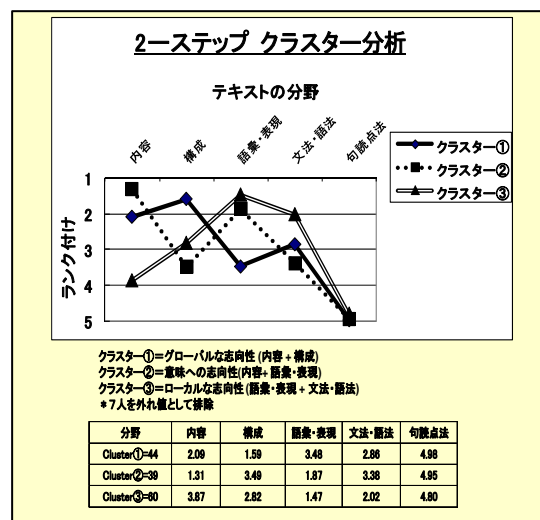 2ーステップ クラスター分析
テキストの分野
内容
構成
語彙・表現
文法・語法
句読点法
クラスター①
クラスター②
クラスター③
ランク付け
1
2
3
4
5
クラスター①=グローバルな志向性 (内容 + 構成)
クラスター②=意味への志向性(内容+ 語彙・表現)
クラスター③=ローカルな志向性(語彙・表現 + 文法・語法)
*7人を外れ値として排除
分野 内容 構成 語彙・表現 文法・語法 句読点法
Cluster①=44 2.09 1.59 3.48 2.86 4.98
Cluster②=39 1.31 3.49 1.87 3.38 4.95
Cluster③=60 3.87 2.82 1.47 2.02 4.80